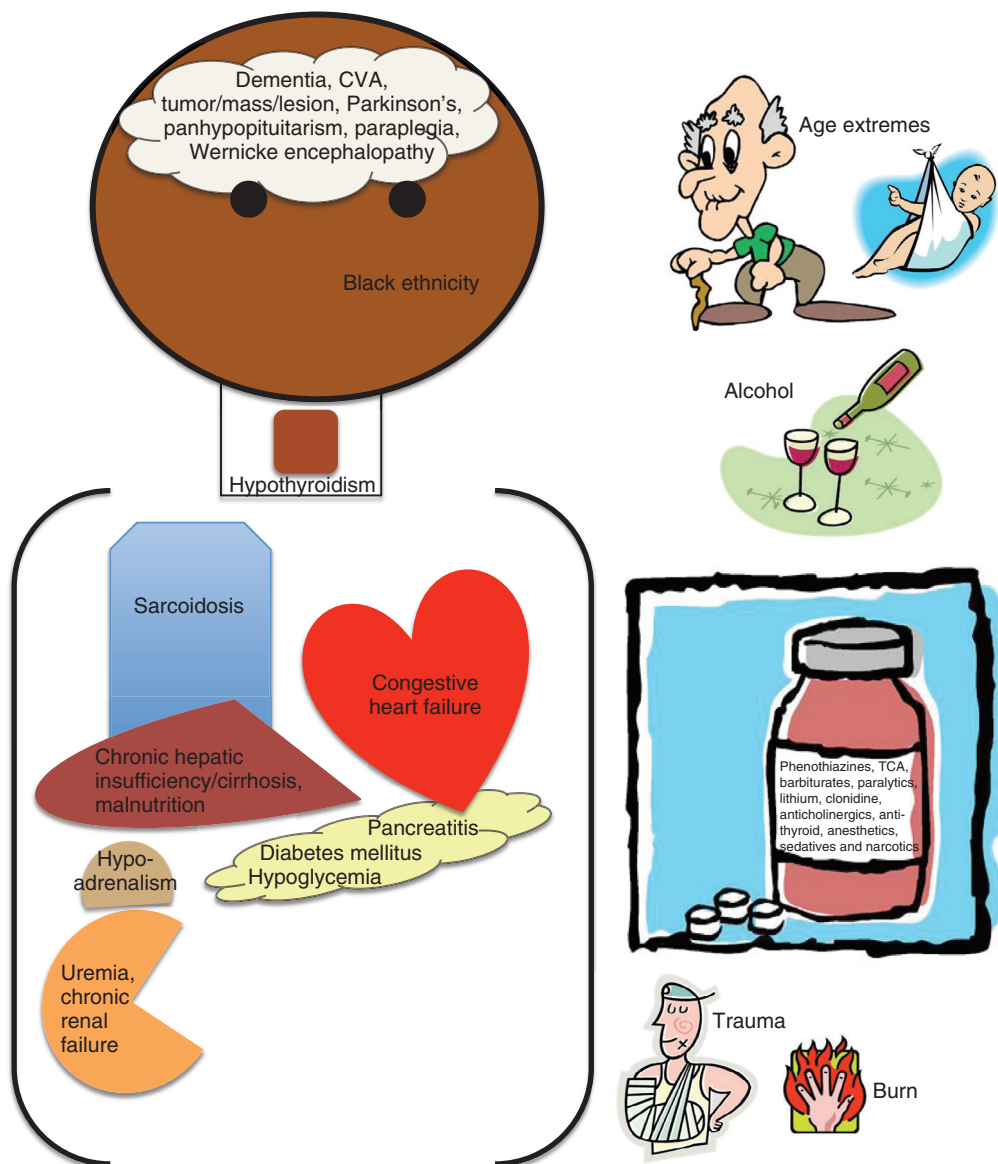 Dementia, CVA,
tumor/mass/lesion, Parkinson's,
panhypopituitarism, paraplegia,
Wernicke encephalopathy
Black ethnicity
Hypothyroidism
Sarcoidosis
Congestive
heart failure
Chronic hepatic
insufficiency/cirrhosis,
malnutrition
Pancreatitis
Diabetes mellitus
Hypoglycemia
Hypo-
adrenalism
Uremia,
chronic
renal
failure
Age extremes
Alcohol
Phenothiazines, TCA,
barbiturates, paralytics,
lithium, clonidine,
anticholinergics, anti-
thyroid, anesthetics,
sedatives and narcotics
Trauma
Burn